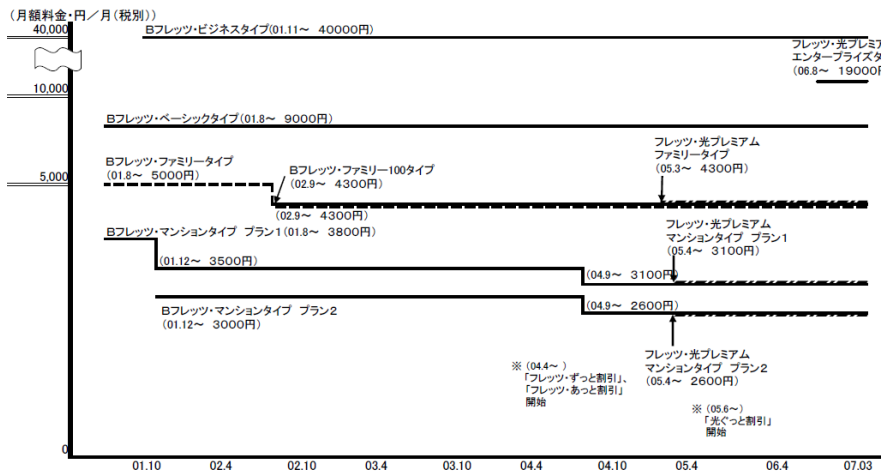 (月額料金・円/月(税別))
40,000
Bフレッツ・ビジネスタイプ(01.11～ 40000円)
フレッツ・光プレミア
エンタープライズタ
(06.8～ 19000円
10,000
Bフレッツ・ベーシックタイプ(01.8～ 9000円)
Bフレッツ・ファミリータイプ
(01.8～ 5000円)
Bフレッツ・ファミリー100タイプ
(02.9～ 4300円)
フレッツ・光プレミアム
ファミリータイプ
(05.3～ 4300円)
5,000
(02.9～ 4300円)
Bフレッツ・マンションタイプ プラン1(01.8～ 3800円)
フレッツ・光プレミアム
マンションタイプ プラン1
(05.4～ 3100円)
(01.12～ 3500円)
(04.9～ 3100円)
Bフレッツ・マンションタイプ プラン2
(01.12～ 3000円)
(04.9～ 2600円)
フレッツ・光プレミアム
マンションタイプ プラン2
(05.4～ 2600円)
※(04.4～ )
「フレッツ・ずっと割引」、
「フレッツ・あっと割引」
開始
※(05.6～)
「光ぐっと割引」
開始
0
01.10 02.4 02.10 03.4 03.10 04.4 04.10 05.4 06.4 07.03